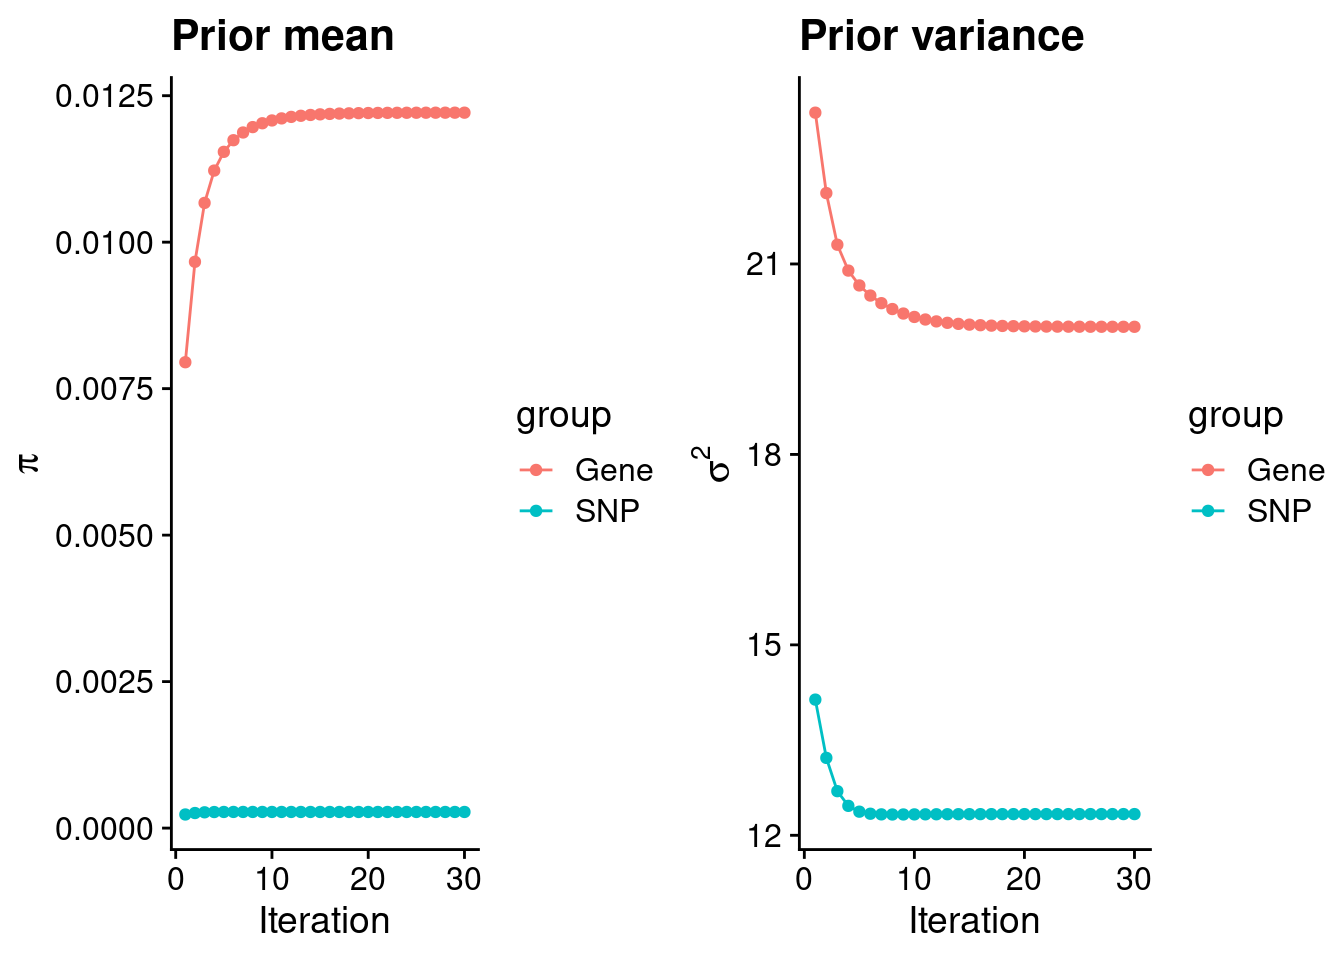 Prior mean
0.0125
0.0100
0.0075
0.0050
0.0025
0.0000
π
0 10 20 30
Iteration
group
Gene
SNP
Prior variance
21
18
15
12
σ²
0 10 20 30
Iteration
group
Gene
SNP